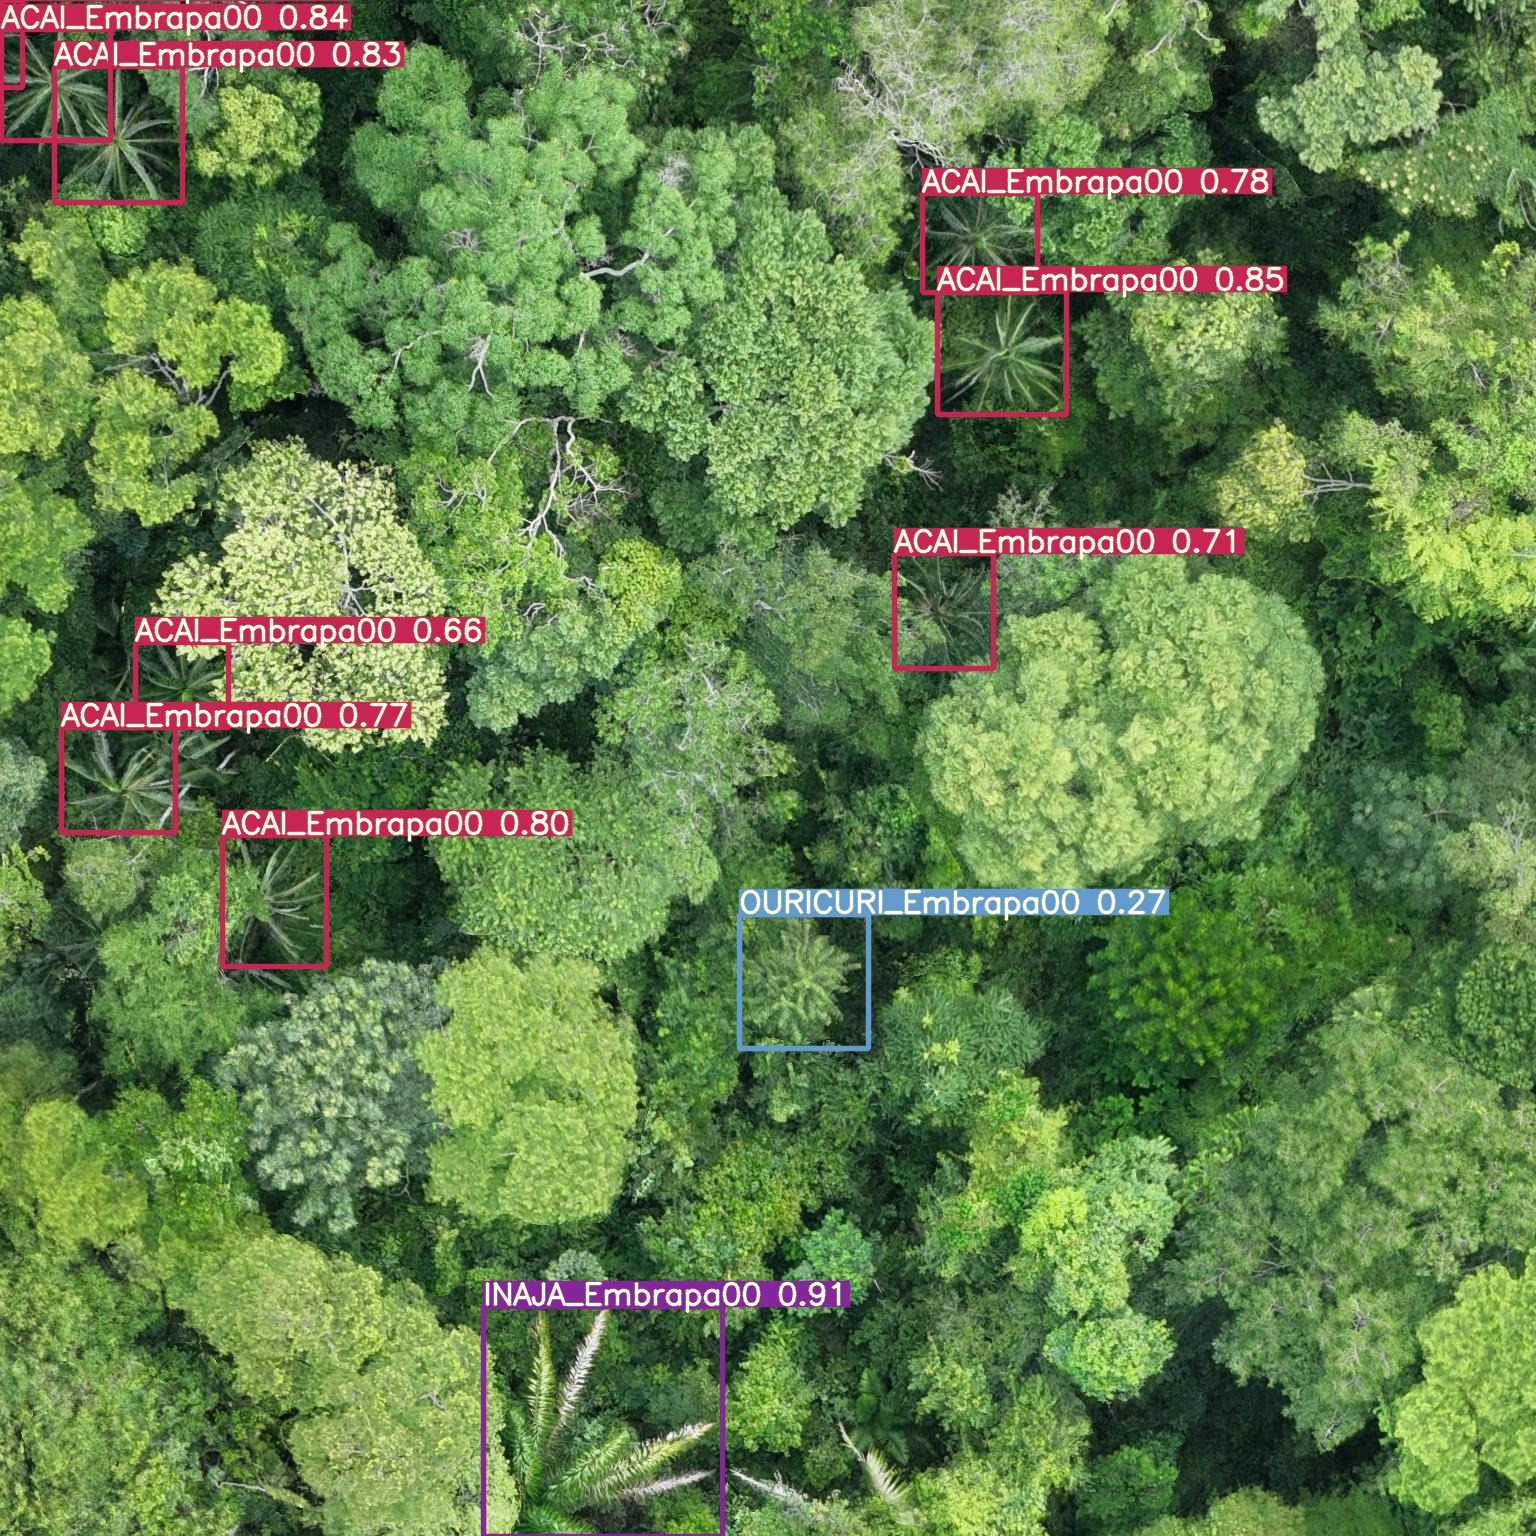 ACAI_Embrapa00 0.84
ACAI_Embrapa00 0.83
ACAI_Embrapa00 0.78
ACAI_Embrapa00 0.85
ACAI_Embrapa00 0.71
ACAI_Embrapa00 0.66
ACAI_Embrapa00 0.77
ACAI_Embrapa00 0.80
OURICURI_Embrapa00 0.27
INAJA_Embrapa00 0.91